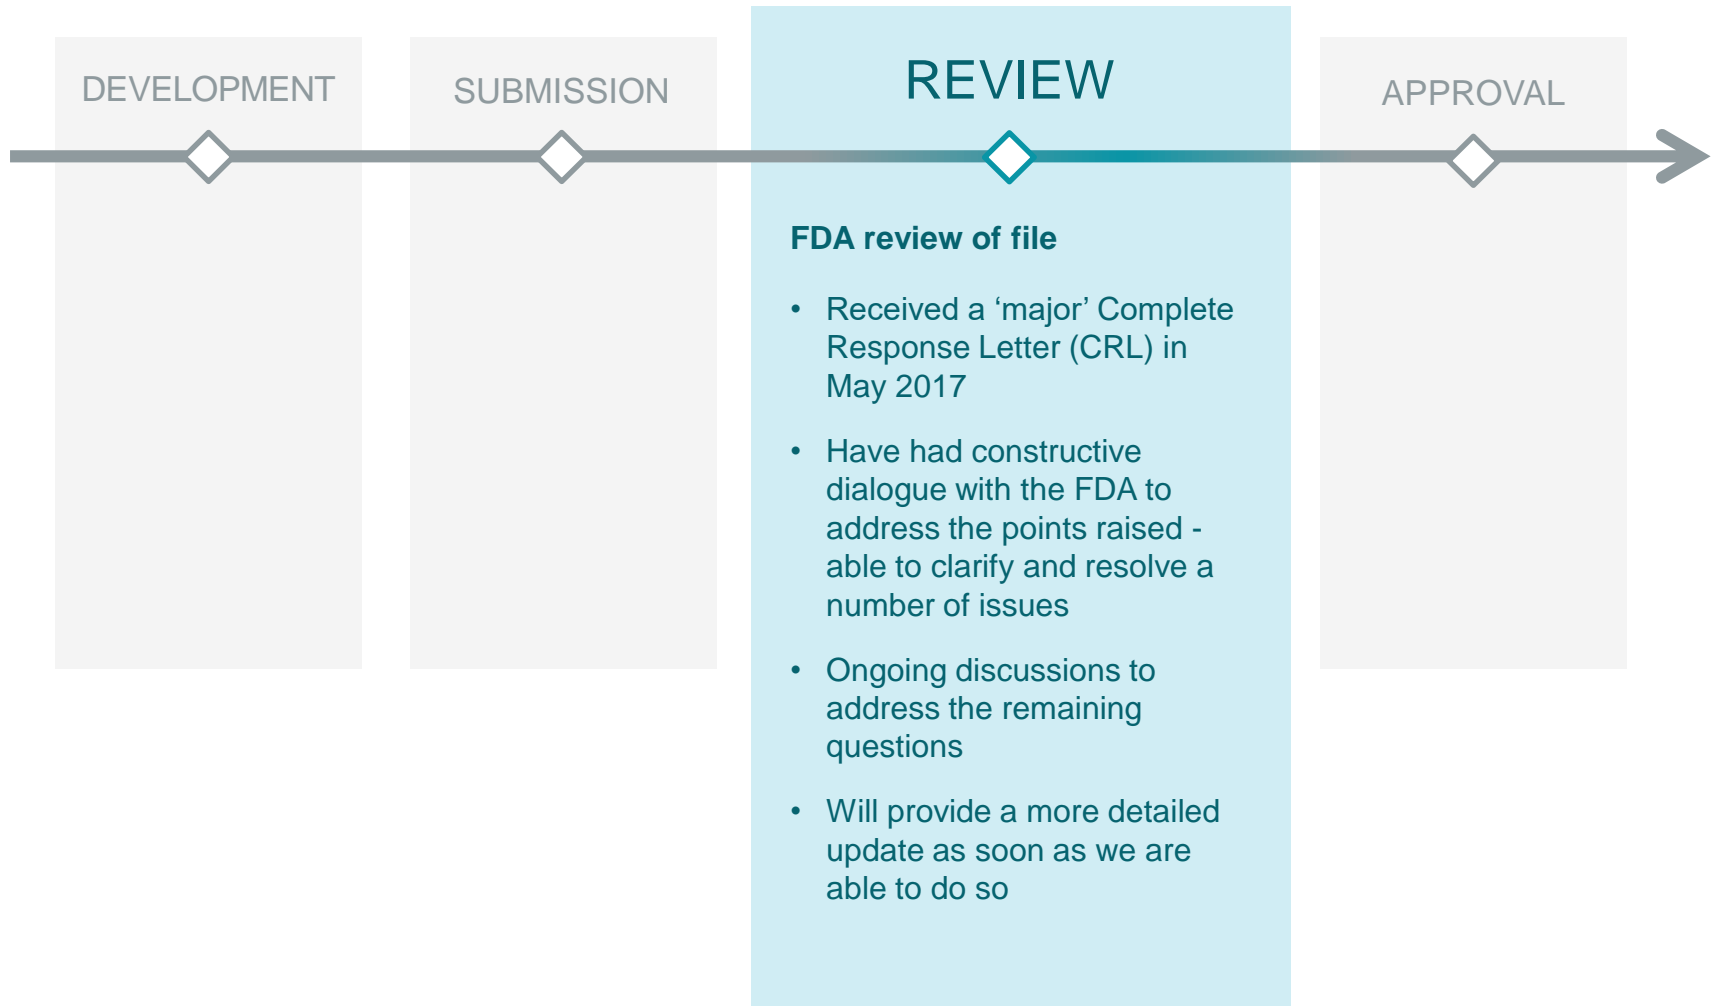 DEVELOPMENT
SUBMISSION
REVIEW
APPROVAL
FDA review of file
• Received a ‘major’ Complete
Response Letter (CRL) in
May 2017
• Have had constructive
dialogue with the FDA to
address the points raised -
able to clarify and resolve a
number of issues
• Ongoing discussions to
address the remaining
questions
• Will provide a more detailed
update as soon as we are
able to do so